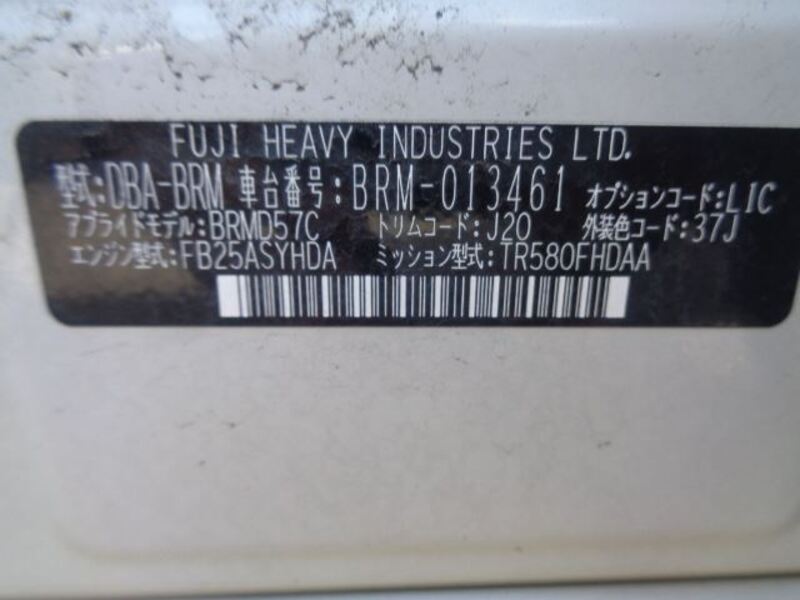 FUJI HEAVY INDUSTRIES LTD.
型式:DBA-BRM 車台番号:BRM-013461 オプションコード:LIC
アプライドモデル:BRMD57C トリムコード:J20 外装色コード:37J
エンジン型式:FB25ASYHDA ミッション型式:TR580FHDAA